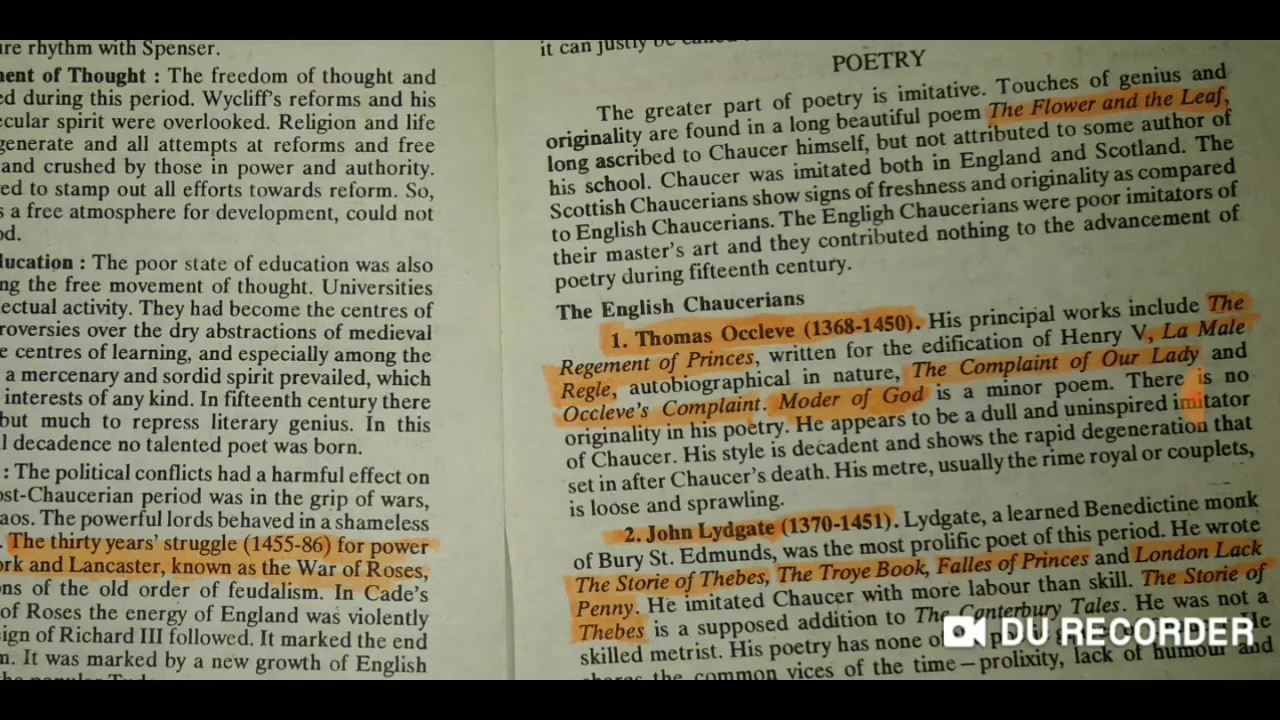 ure rhythm with Spenser.
ent of Thought : The freedom of thought and
ed during this period. Wycliff's reforms and his
ecular spirit were overlooked. Religion and life
generate and all attempts at reforms and free
and crushed by those in power and authority.
ed to stamp out all efforts towards reform. So,
s a free atmosphere for development, could not
od.
ducation : The poor state of education was also
ng the free movement of thought. Universities
lectual activity. They had become the centres of
roversies over the dry abstractions of medieval
e centres of learning, and especially among the
a mercenary and sordid spirit prevailed, which
interests of any kind. In fifteenth century there
but much to repress literary genius. In this
l decadence no talented poet was born.
: The political conflicts had a harmful effect on
ost-Chaucerian period was in the grip of wars,
aos. The powerful lords behaved in a shameless
. The thirty years' struggle (1455-86) for power
ork and Lancaster, known as the War of Roses,
ns of the old order of feudalism. In Cade's
of Roses the energy of England was violently
ign of Richard III followed. It marked the end
m. It was marked by a new growth of English
it can justly be
POETRY
The greater part of poetry is imitative. Touches of genius and
originality are found in a long beautiful poem The Flower and the Leaf,
long ascribed to Chaucer himself, but not attributed to some author of
his school. Chaucer was imitated both in England and Scotland. The
Scottish Chaucerians show signs of freshness and originality as compared
to English Chaucerians. The Engligh Chaucerians were poor imitators of
their master's art and they contributed nothing to the advancement of
poetry during fifteenth century.
The English Chaucerians
1. Thomas Occleve (1368-1450). His principal works include The
Regement of Princes, written for the edification of Henry V, La Male
Regle, autobiographical in nature, The Complaint of Our Lady and
Occleve's Complaint. Moder of God is a minor poem. There is no
originality in his poetry. He appears to be a dull and uninspired imitator
of Chaucer. His style is decadent and shows the rapid degeneration that
set in after Chaucer's death. His metre, usually the rime royal or couplets,
is loose and sprawling.
2. John Lydgate (1370-1451). Lydgate, a learned Benedictine monk
of Bury St. Edmunds, was the most prolific poet of this period. He wrote
The Storie of Thebes, The Troye Book, Falles of Princes and London Lack
Penny. He imitated Chaucer with more labour than skill. The Storie of
Thebes is a supposed addition to The Canterbury Tales. He was not a
skilled metrist. His poetry has none of He
the common vices of the time—prolixity, lack of humour and
DU RECORDER